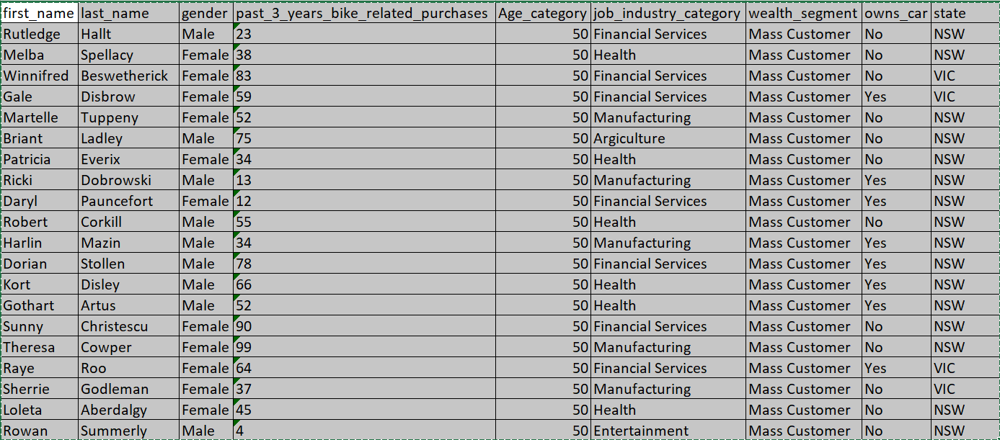 first_name last_name gender past_3_years_bike_related_purchases Age_category job_industry_category wealth_segment owns_car state
Rutledge Hallt Male 23 50 Financial Services Mass Customer No NSW
Melba Spellacy Female 38 50 Health Mass Customer No NSW
Winnifred Beswetherick Female 83 50 Financial Services Mass Customer No VIC
Gale Disbrow Female 59 50 Financial Services Mass Customer Yes VIC
Martelle Tuppeny Female 52 50 Manufacturing Mass Customer No NSW
Briant Ladley Male 75 50 Argiculture Mass Customer No NSW
Patricia Everix Female 34 50 Health Mass Customer No NSW
Ricki Dobrowski Male 13 50 Manufacturing Mass Customer Yes NSW
Daryl Pauncefort Female 12 50 Financial Services Mass Customer Yes NSW
Robert Corkill Male 55 50 Health Mass Customer No NSW
Harlin Mazin Male 34 50 Manufacturing Mass Customer Yes NSW
Dorian Stollen Male 78 50 Financial Services Mass Customer Yes NSW
Kort Disley Male 66 50 Health Mass Customer Yes NSW
Gothart Artus Male 52 50 Health Mass Customer Yes NSW
Sunny Christescu Female 90 50 Financial Services Mass Customer No NSW
Theresa Cowper Female 99 50 Manufacturing Mass Customer No NSW
Raye Roo Female 64 50 Financial Services Mass Customer Yes VIC
Sherrie Godleman Female 37 50 Manufacturing Mass Customer No VIC
Loleta Aberdalgy Female 45 50 Health Mass Customer No NSW
Rowan Summerly Male 4 50 Entertainment Mass Customer No NSW